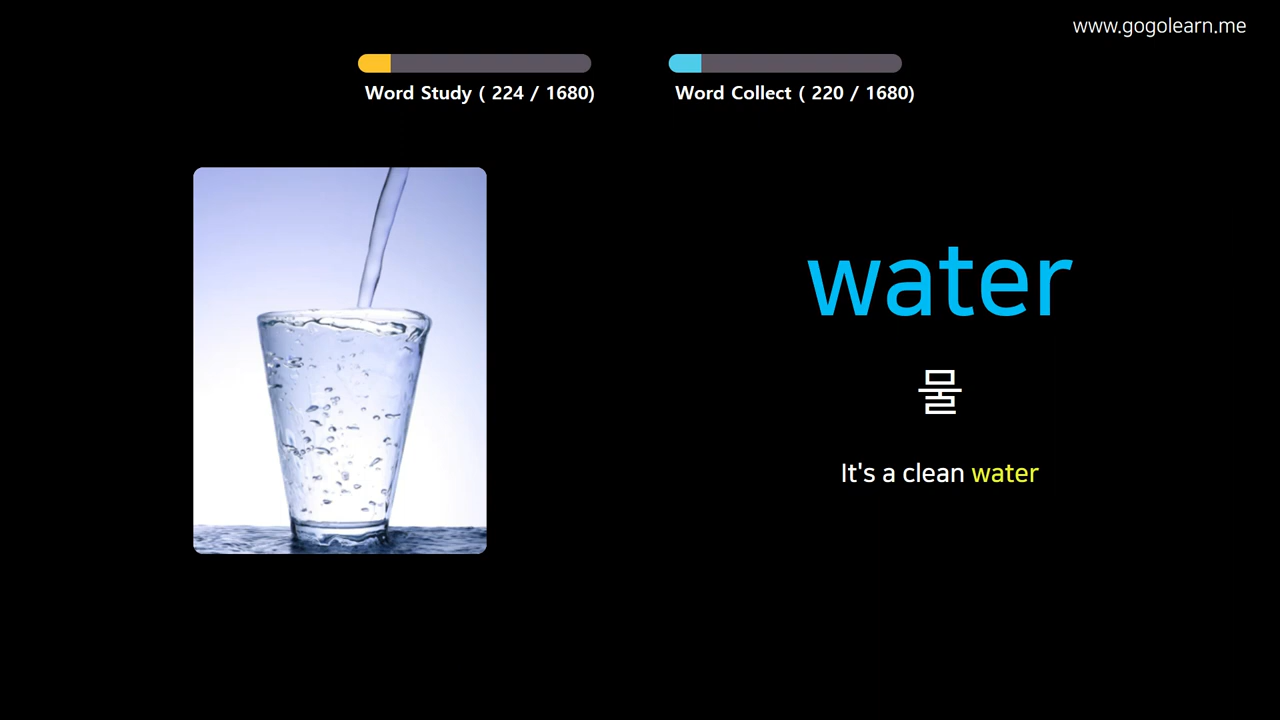 www.gogolearn.me
Word Study ( 224 / 1680)
Word Collect ( 220 / 1680)
water
물
It's a clean water